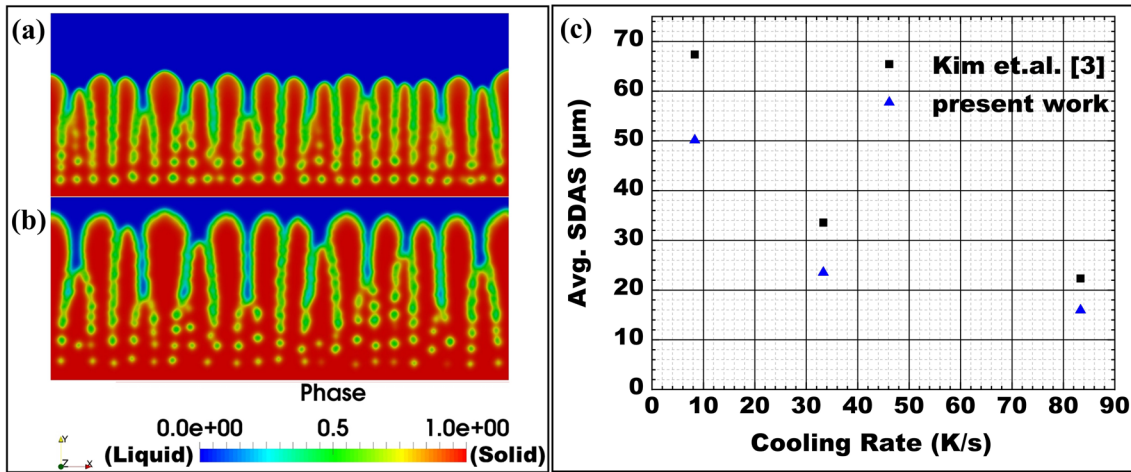 (a)
(b)
Phase
0.0e+00 0.5 1.0e+00
(Liquid) (Solid)
Y
Z X
(c)
Kim et.al. [3]
present work
Avg. SDAS (μm)
70
60
50
40
30
20
10
0
0 10 20 30 40 50 60 70 80 90
Cooling Rate (K/s)